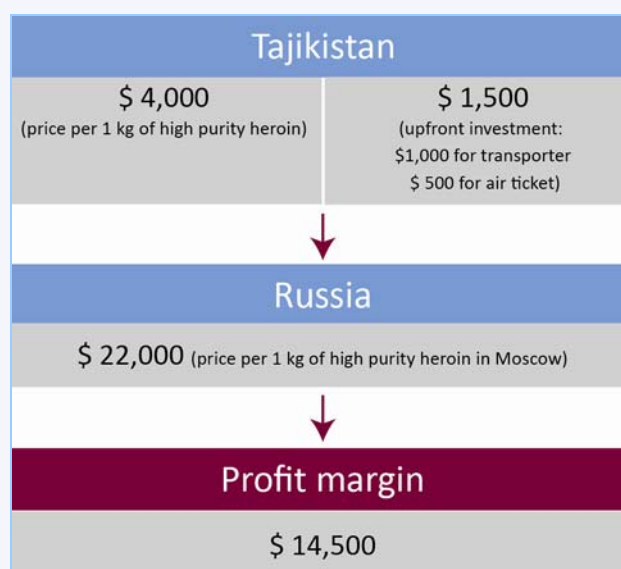 Tajikistan
$ 4,000
(price per 1 kg of high purity heroin)
$ 1,500
(upfront investment:
$1,000 for transporter
$ 500 for air ticket)
Russia
$ 22,000 (price per 1 kg of high purity heroin in Moscow)
Profit margin
$ 14,500